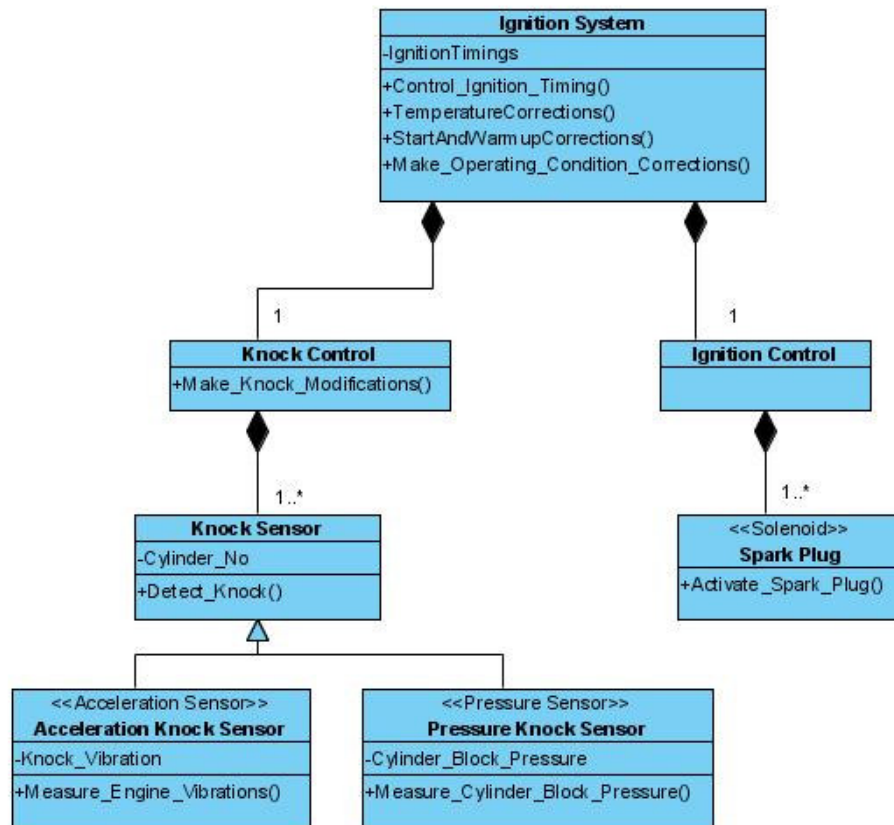 Ignition System
-IgnitionTimings
+Control_Ignition_Timing()
+TemperatureCorrections()
+StartAndWarmupCorrections()
+Make_Operating_Condition_Corrections()
1
1
Knock Control
+Make_Knock_Modifications()
Ignition Control
1..*
1..*
Knock Sensor
-Cylinder_No
+Detect_Knock()
<<Solenoid>>
Spark Plug
+Activate_Spark_Plug()
<<Acceleration Sensor>>
Acceleration Knock Sensor
-Knock_Vibration
+Measure_Engine_Vibrations()
<<Pressure Sensor>>
Pressure Knock Sensor
-Cylinder_Block_Pressure
+Measure_Cylinder_Block_Pressure()